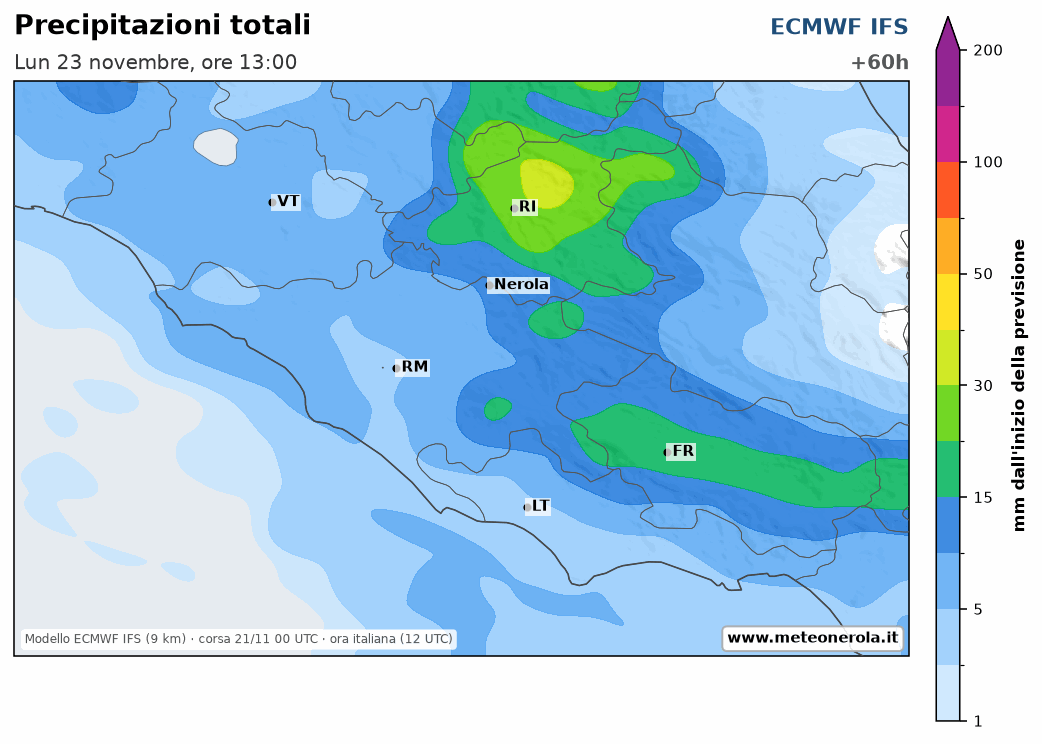 Precipitazioni totali
ECMWF IFS
Lun 23 novembre, ore 13:00
+60h
200
100
50
30
15
5
1
mm dall'inizio della previsione
VT
RI
Nerola
RM
FR
LT
Modello ECMWF IFS (9 km) · corsa 21/11 00 UTC · ora italiana (12 UTC)
www.meteonerola.it